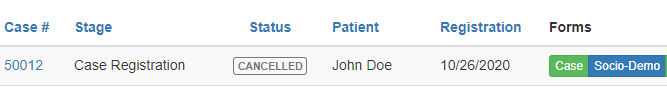 Case # Stage Status Patient Registration Forms
50012 Case Registration CANCELLED John Doe 10/26/2020 Case Socio-Demo